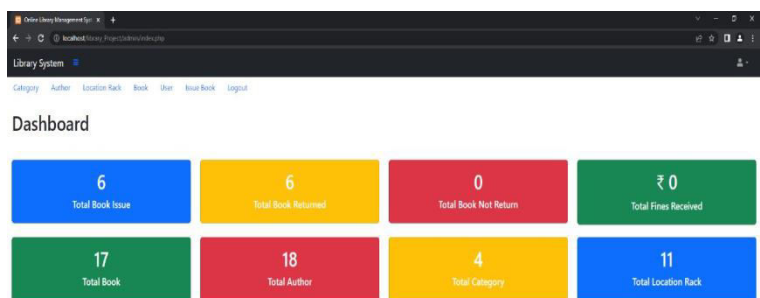 Online Library Management Syst
localhost/library_Project/admin/index.php
Library System
Category Author Location Rack Book User Issue Book Logout
Dashboard
6 6 0 ₹ 0
Total Book Issue Total Book Returned Total Book Not Return Total Fines Received
17 18 4 11
Total Book Total Author Total Category Total Location Rack